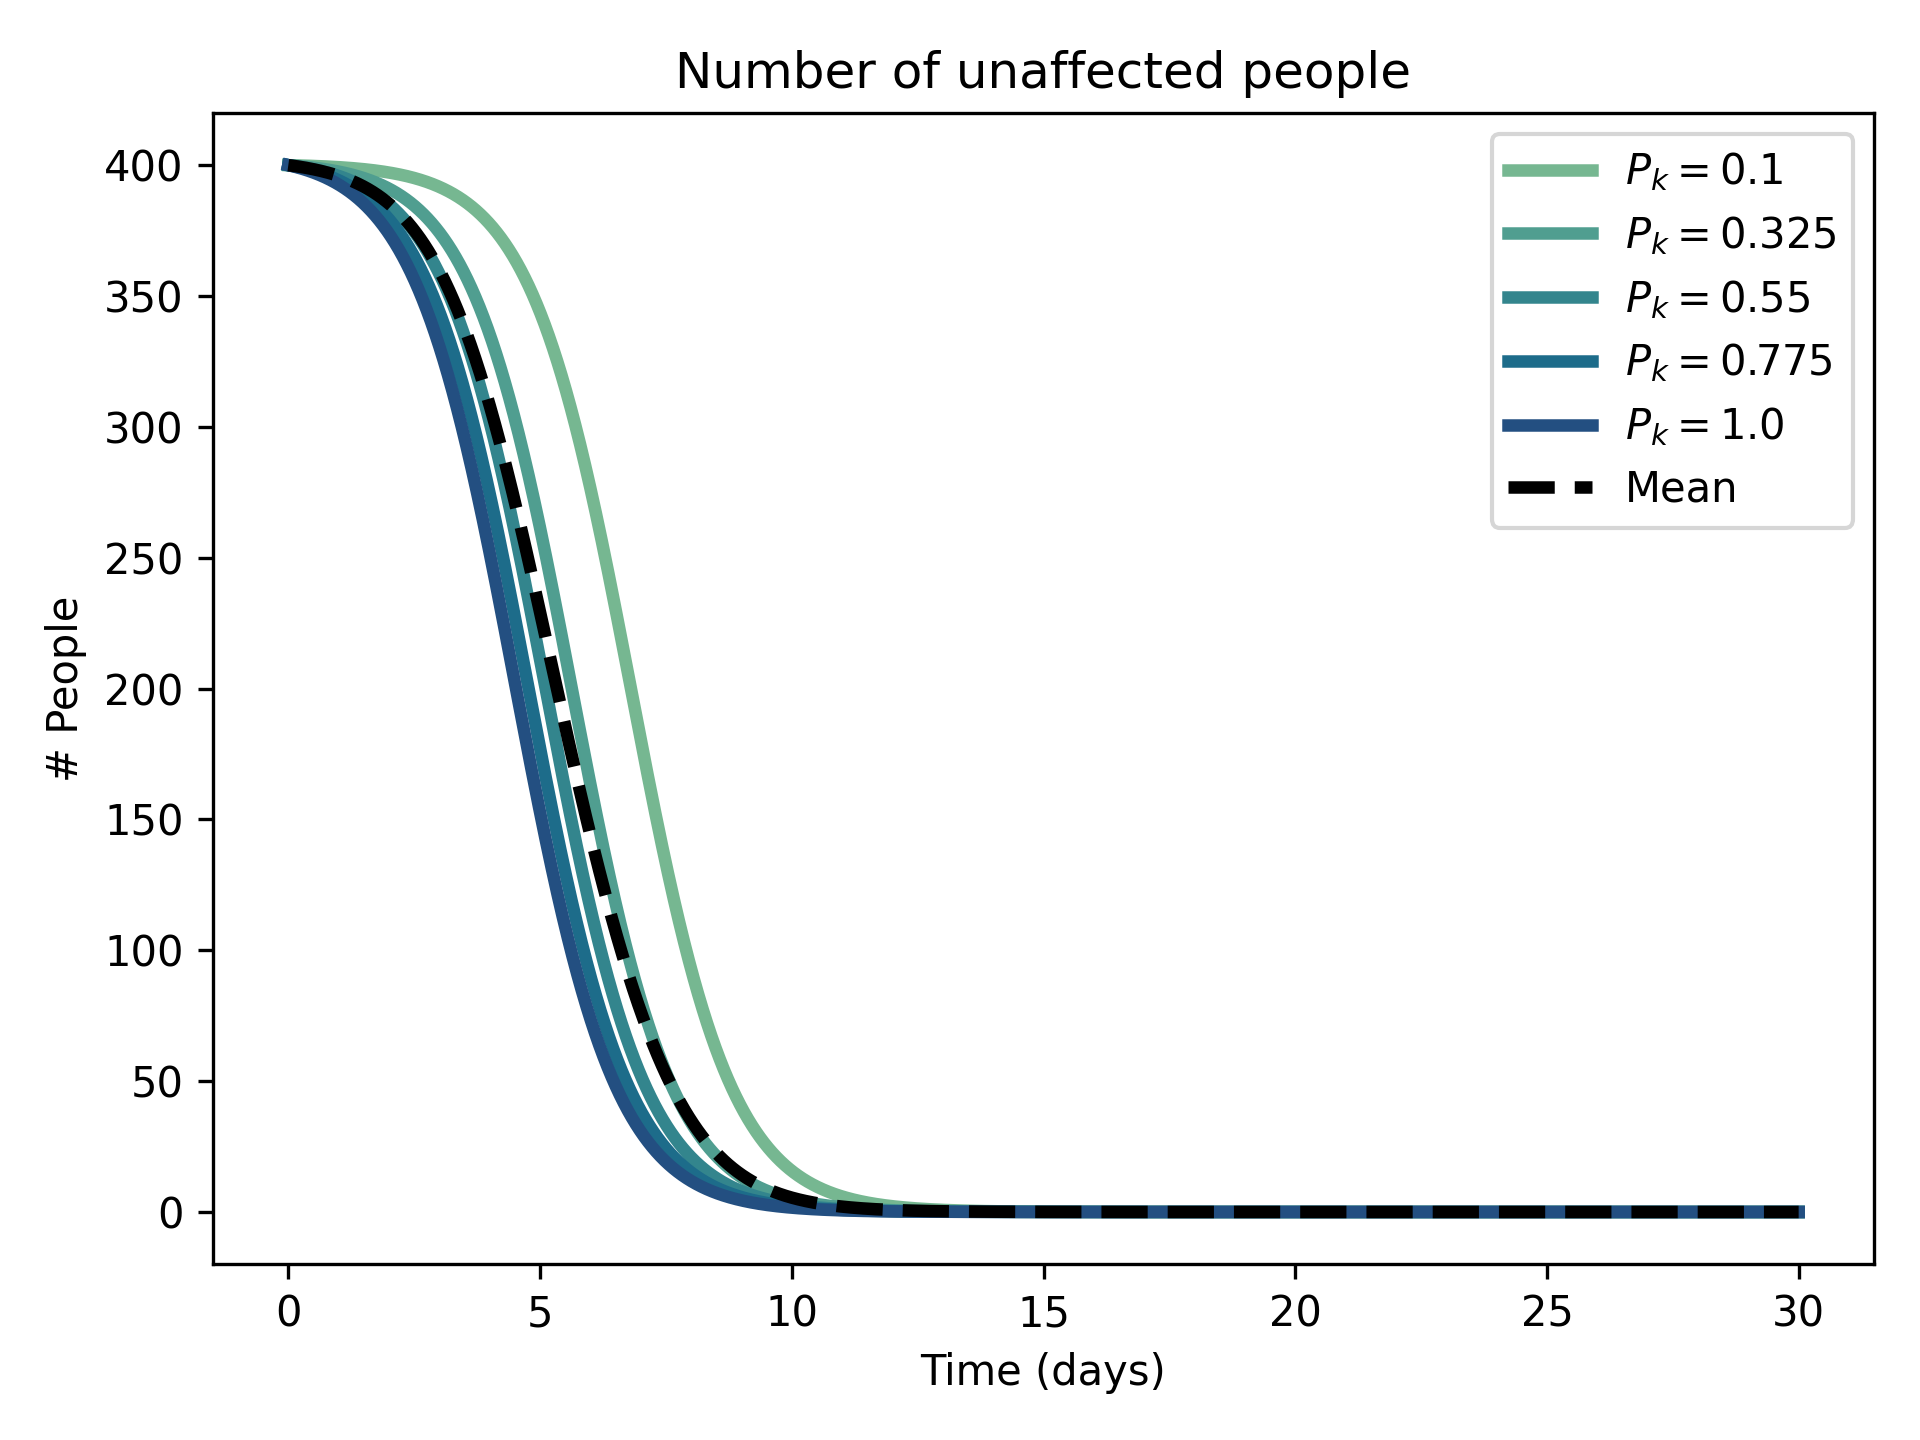 Number of unaffected people
# People
400
350
300
250
200
150
100
50
0
0 5 10 15 20 25 30
Time (days)
P_k = 0.1
P_k = 0.325
P_k = 0.55
P_k = 0.775
P_k = 1.0
Mean